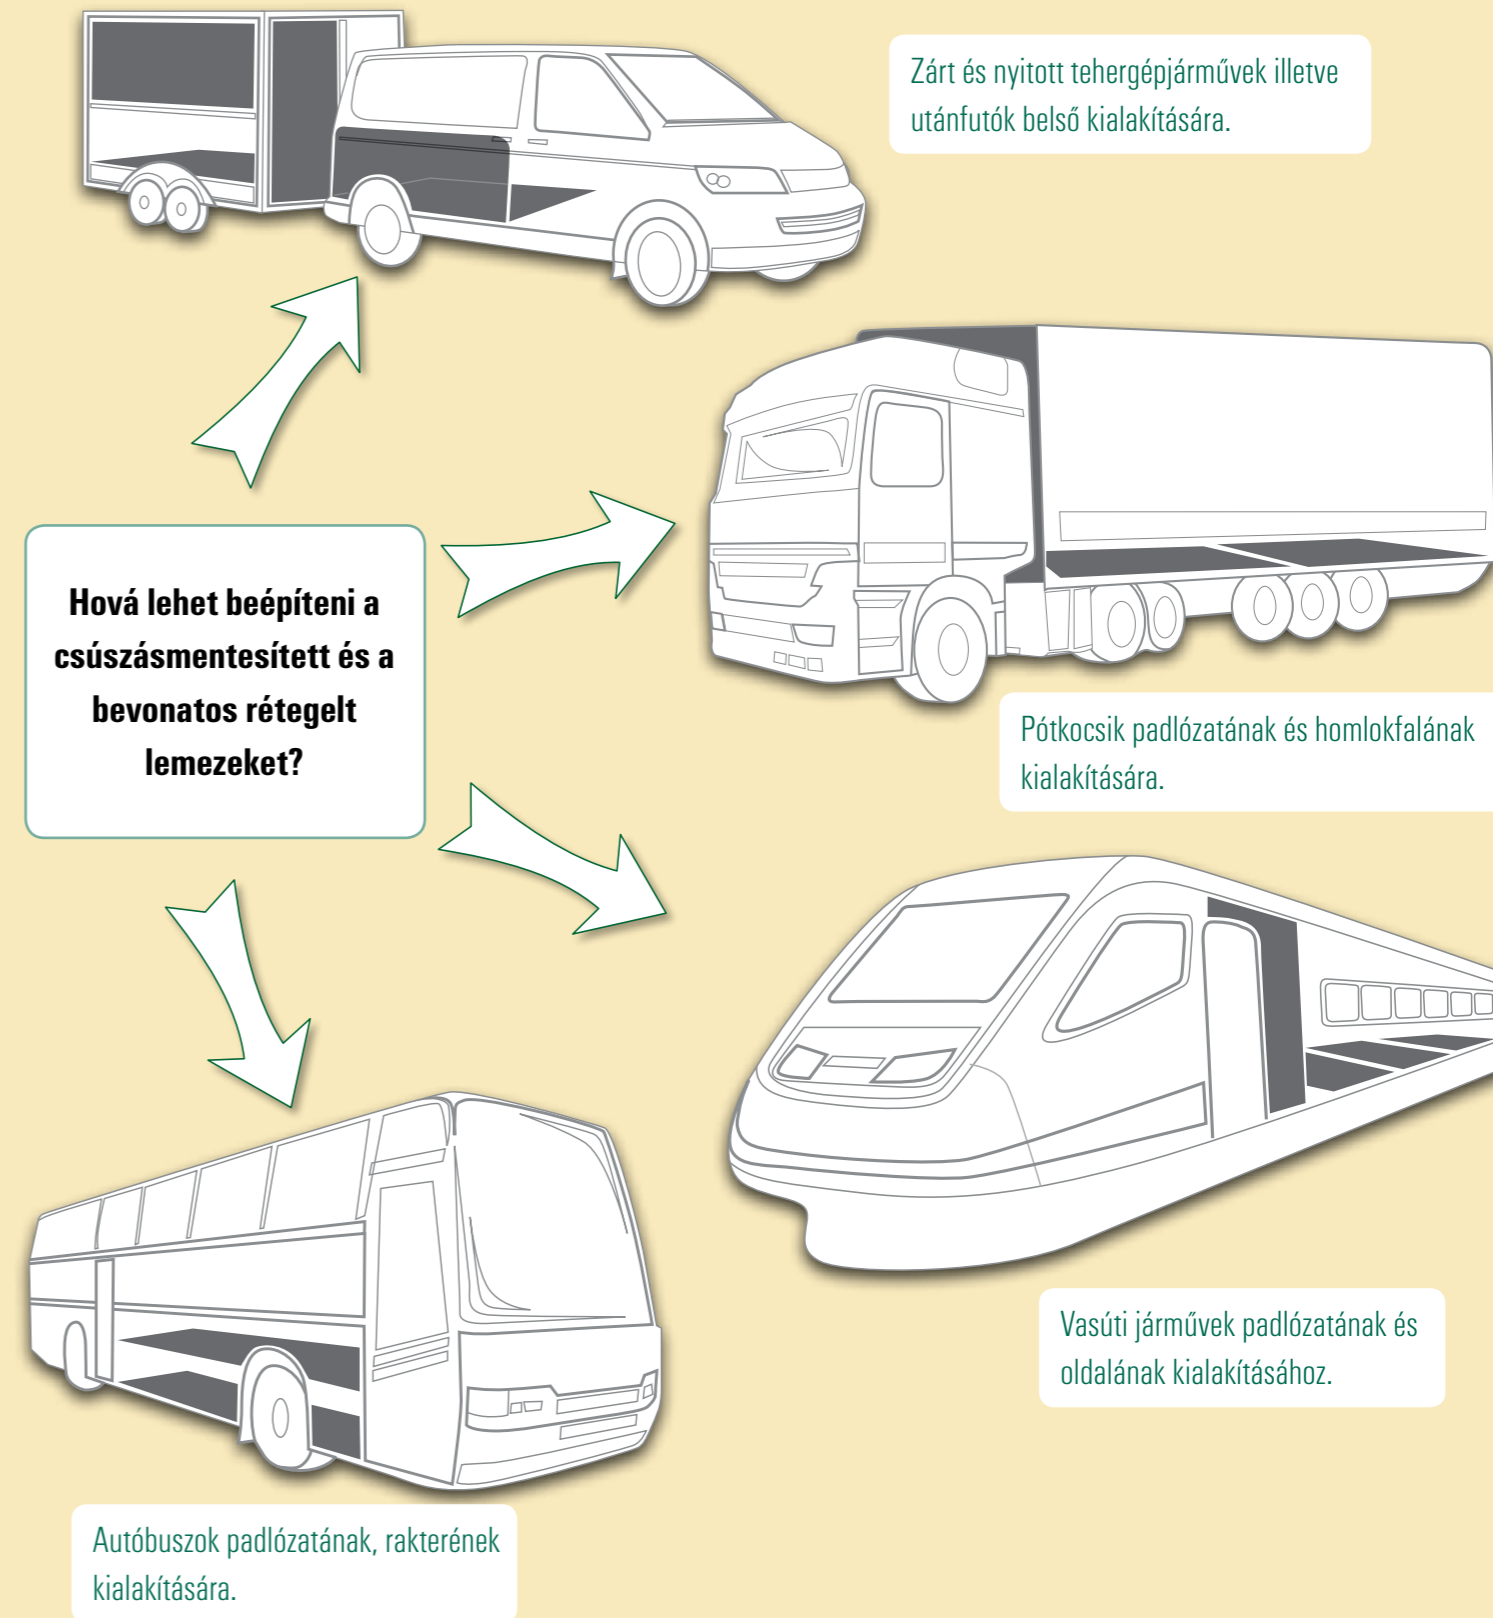 Zárt és nyitott tehergépjárművek illetve
utánfutók belső kialakítására.
Hová lehet beépíteni a
csúszásmentesített és a
bevonatos rétegelt
lemezeket?
Pótkocsik padlózatának és homlokfalának
kialakítására.
Vasúti járművek padlózatának és
oldalának kialakításához.
Autóbuszok padlózatának, rakterének
kialakítására.